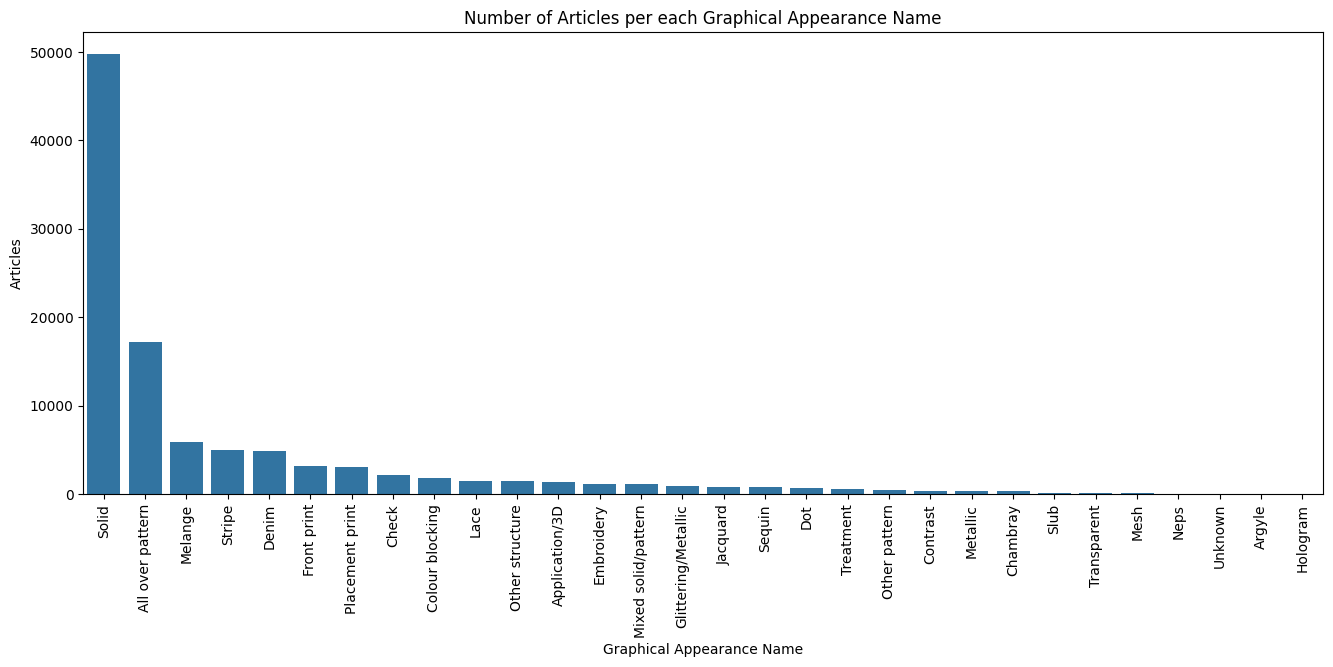 Number of Articles per each Graphical Appearance Name
50000
40000
30000
20000
10000
0
Articles
Solid
All over pattern
Melange
Stripe
Denim
Front print
Placement print
Check
Colour blocking
Lace
Other structure
Application/3D
Embroidery
Mixed solid/pattern
Glittering/Metallic
Jacquard
Sequin
Dot
Treatment
Other pattern
Contrast
Metallic
Chambray
Slub
Transparent
Mesh
Neps
Unknown
Argyle
Hologram
Graphical Appearance Name